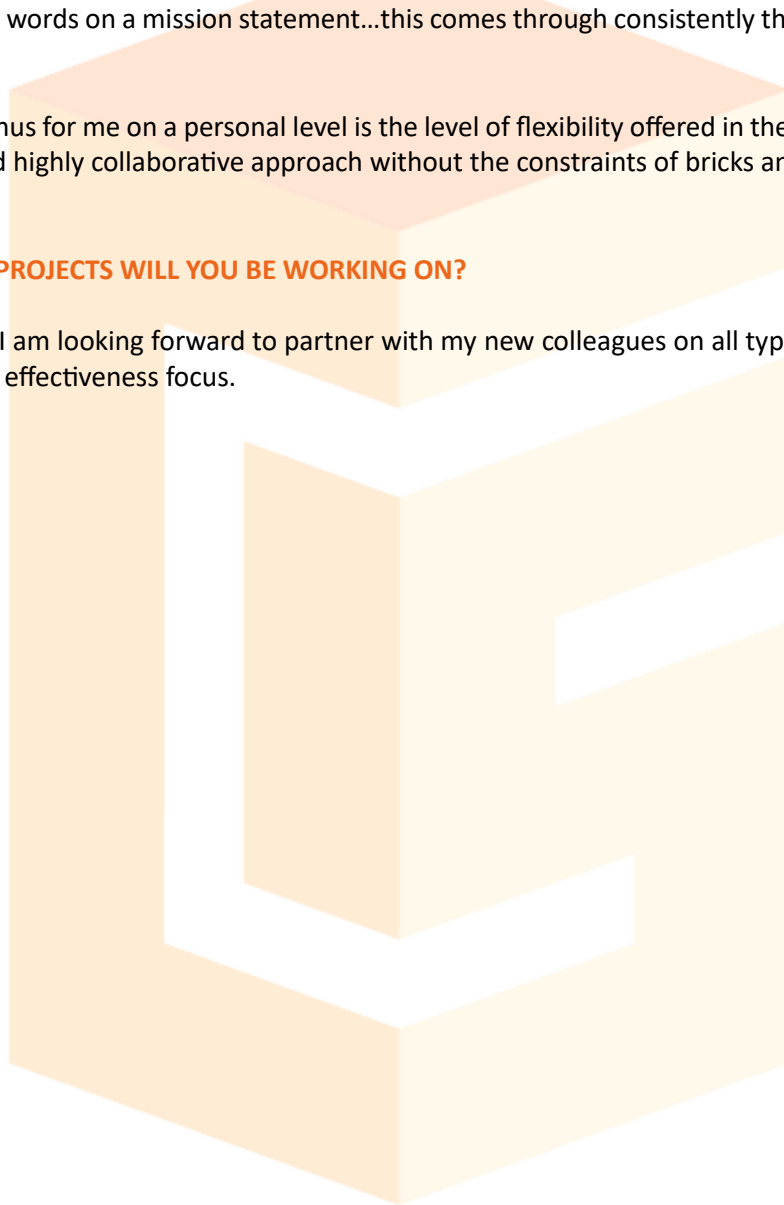 words on a mission statement...this comes through consistently th
nus for me on a personal level is the level of flexibility offered in the
d highly collaborative approach without the constraints of bricks an
PROJECTS WILL YOU BE WORKING ON?
I am looking forward to partner with my new colleagues on all typ
effectiveness focus.